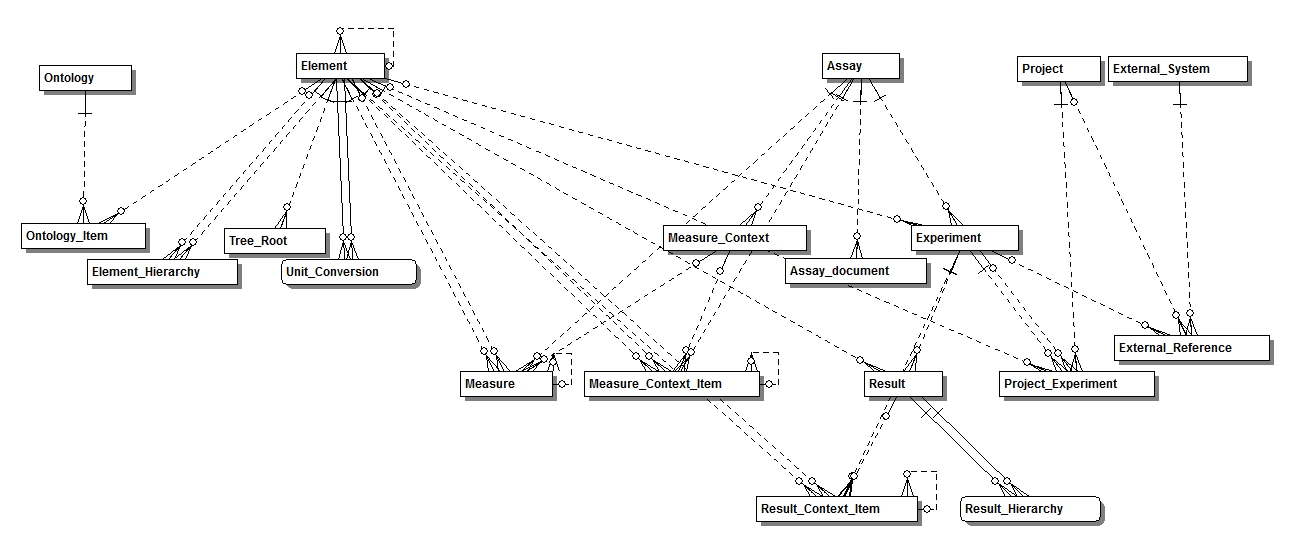 Element
Assay
Project
External_System
Ontology
Ontology_Item
Tree_Root
Measure_Context
Experiment
Element_Hierarchy
Unit_Conversion
Assay_document
External_Reference
Measure
Measure_Context_Item
Result
Project_Experiment
Result_Context_Item
Result_Hierarchy